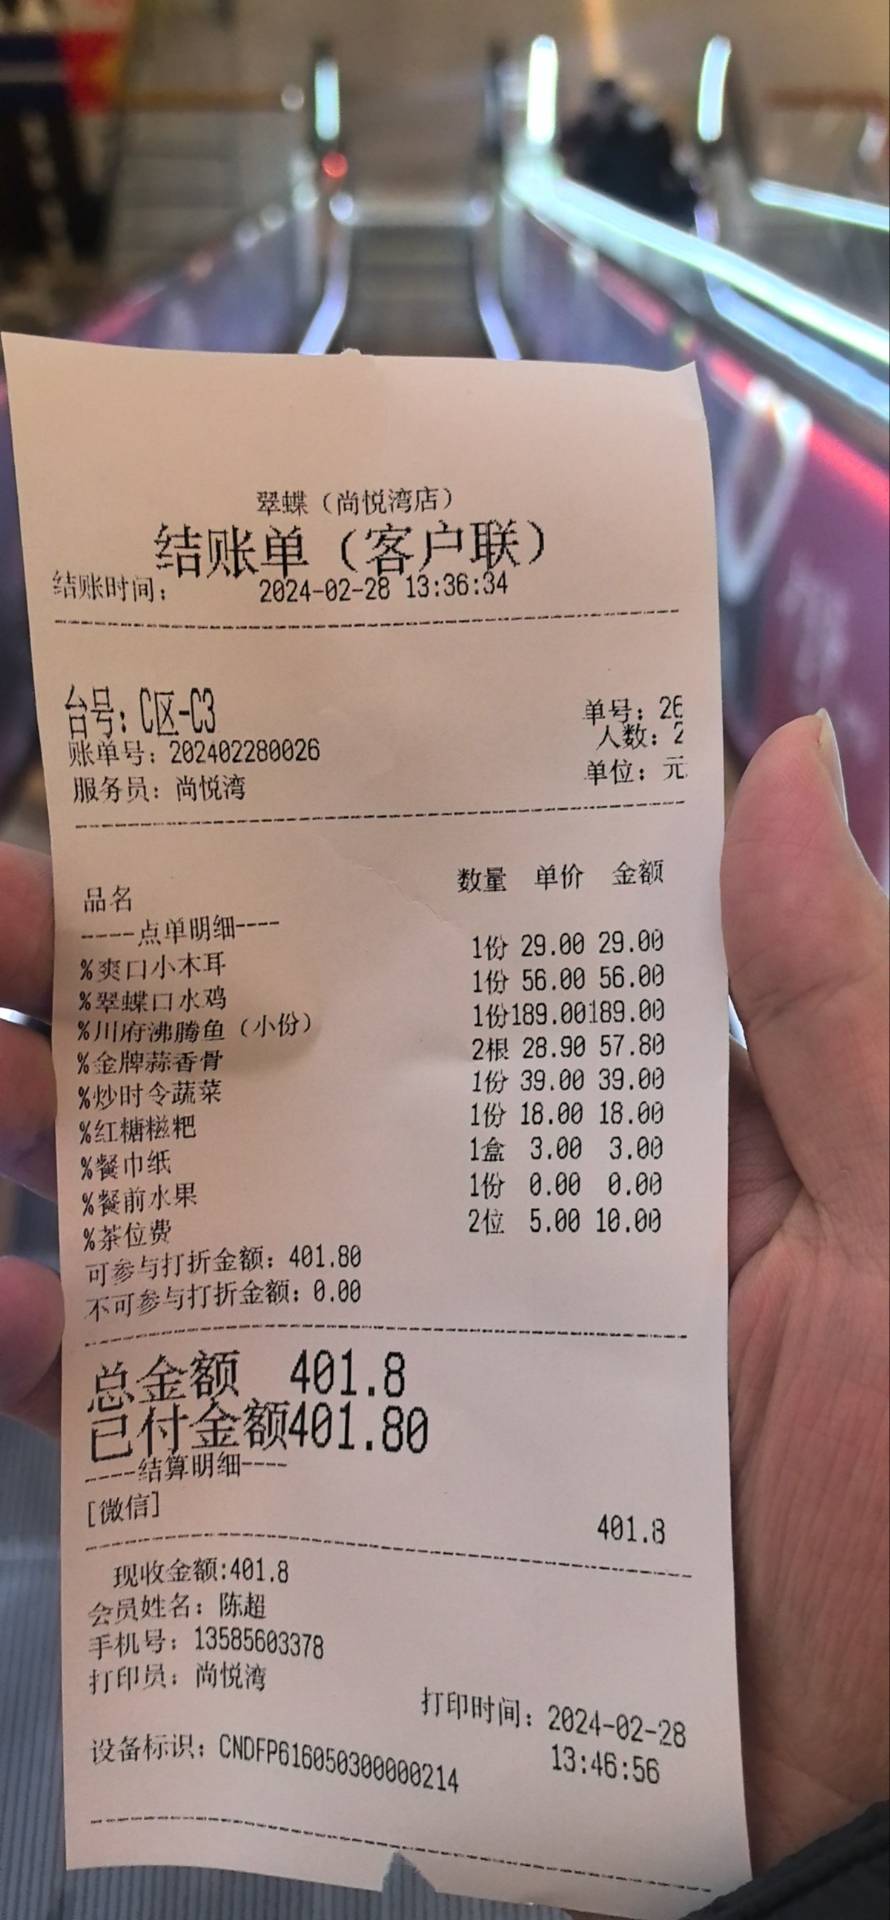 翠蝶（尚悦湾店）
结账单（客户联）
结账时间： 2024-02-28 13:36:34
台号：C区-C3
单号：26
账单号：202402280026
人数：2
服务员：尚悦湾
单位：元
品名 数量 单价 金额
----点单明细----
%爽口小木耳 1份 29.00 29.00
%翠蝶口水鸡 1份 56.00 56.00
%川府沸腾鱼（小份） 1份189.00189.00
%金牌蒜香骨 2根 28.90 57.80
%炒时令蔬菜 1份 39.00 39.00
%红糖糍粑 1份 18.00 18.00
%餐巾纸 1盒 3.00 3.00
%餐前水果 1份 0.00 0.00
%茶位费 2位 5.00 10.00
可参与打折金额：401.80
不可参与打折金额：0.00
总金额 401.8
已付金额401.80
----结算明细----
[微信] 401.8
现收金额:401.8
会员姓名：陈超
手机号：13585603378
打印员：尚悦湾
打印时间：2024-02-28
13:46:56
设备标识：CNDFP616050300000214